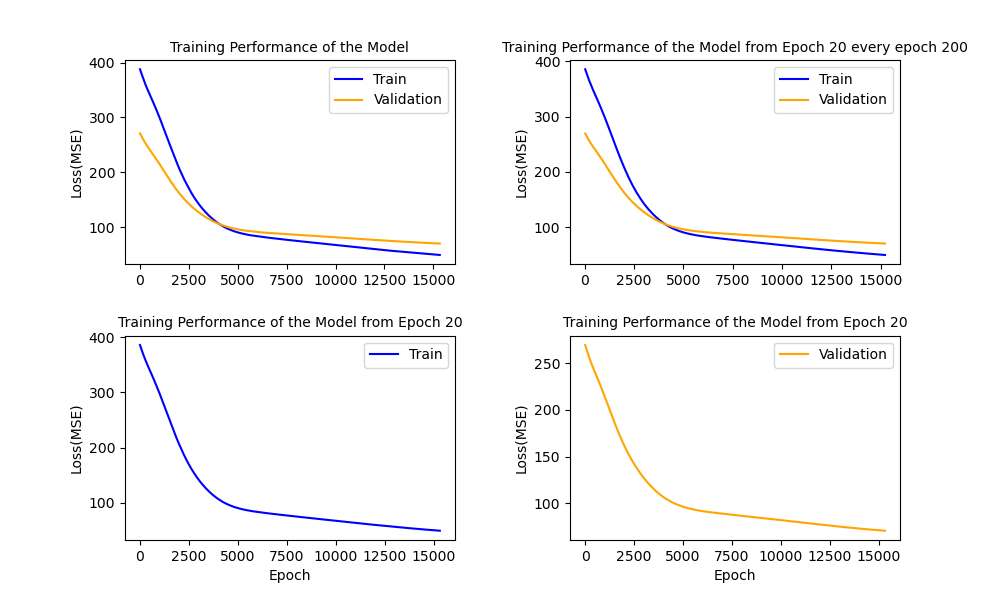 Training Performance of the Model
Training Performance of the Model from Epoch 20 every epoch 200
400
300
200
100
Loss(MSE)
Train
Validation
0 2500 5000 7500 10000 12500 15000
400
300
200
100
Loss(MSE)
Train
Validation
0 2500 5000 7500 10000 12500 15000
Training Performance of the Model from Epoch 20
Training Performance of the Model from Epoch 20
400
300
200
100
Loss(MSE)
Train
0 2500 5000 7500 10000 12500 15000
Epoch
250
200
150
100
Loss(MSE)
Validation
0 2500 5000 7500 10000 12500 15000
Epoch